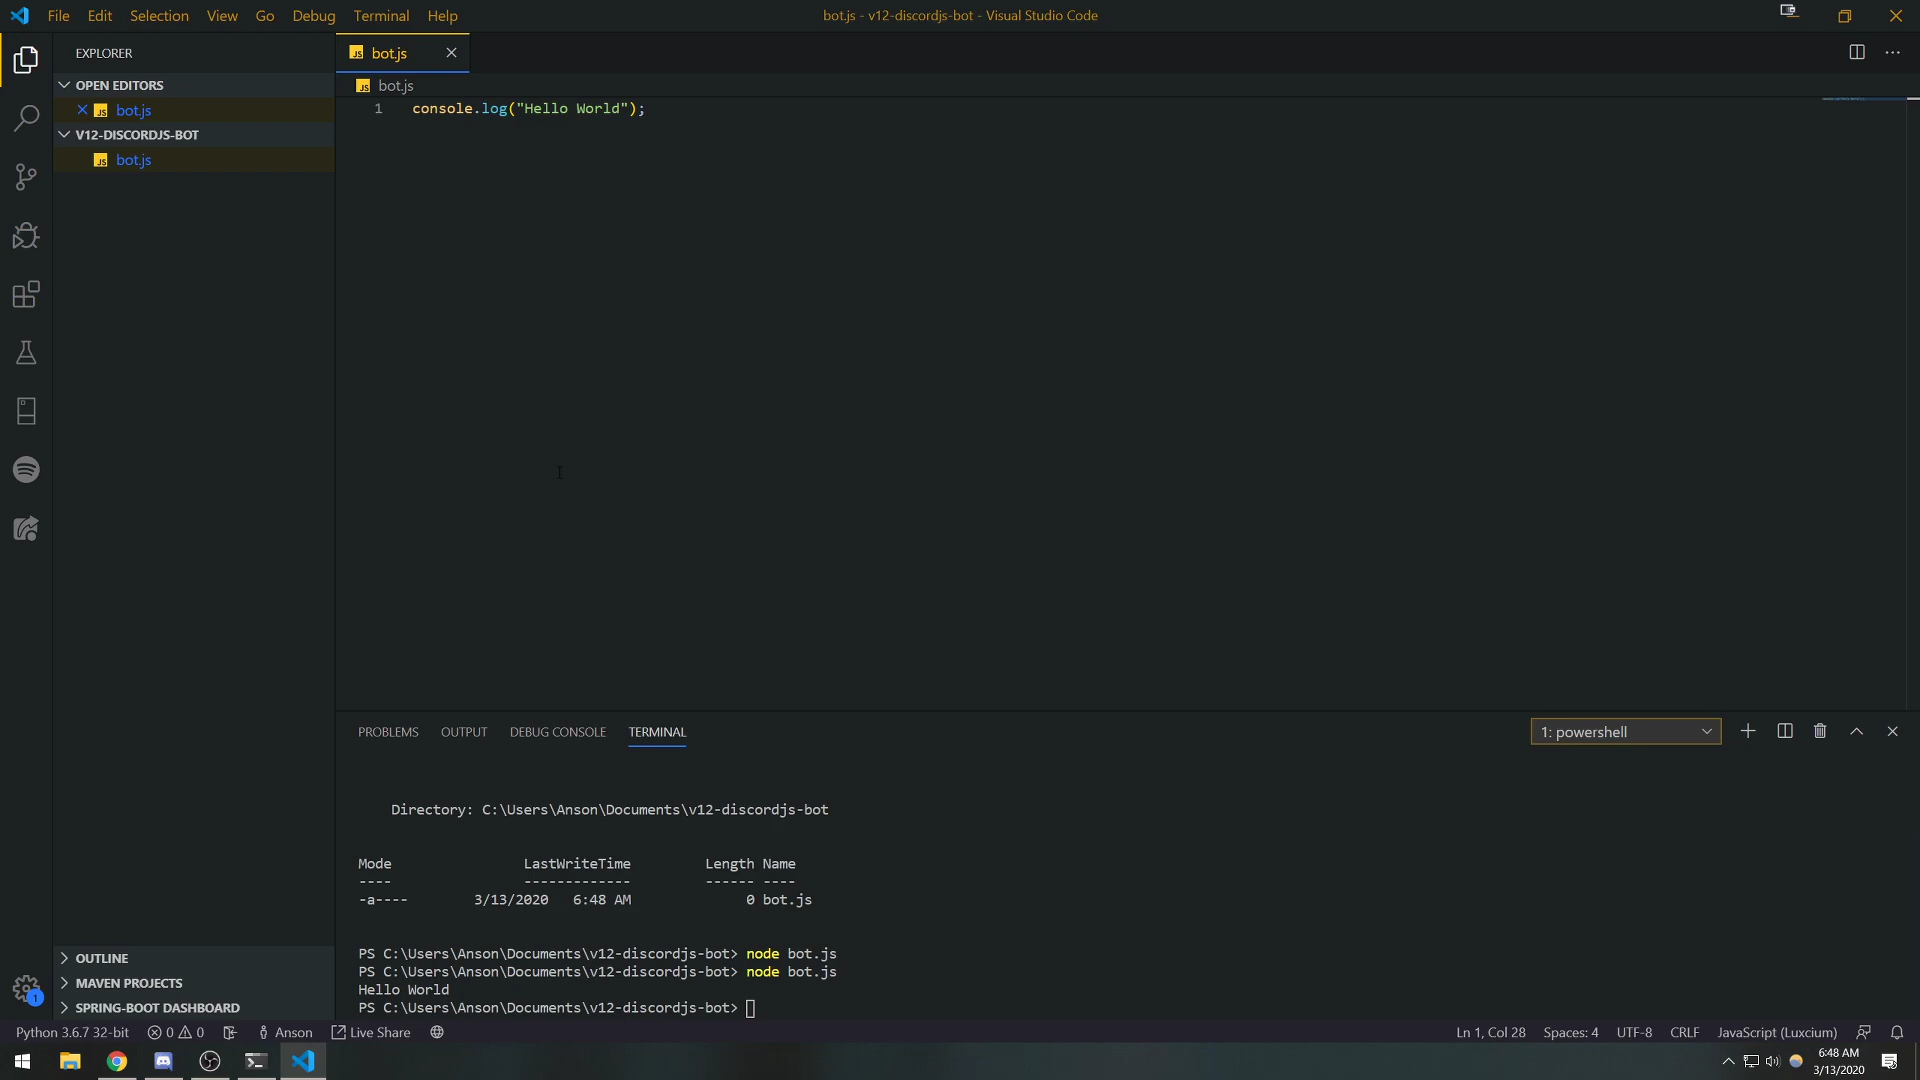 File Edit Selection View Go Debug Terminal Help
bot.js - v12-discordjs-bot - Visual Studio Code
EXPLORER
OPEN EDITORS
JS bot.js
V12-DISCORDJS-BOT
JS bot.js
OUTLINE
MAVEN PROJECTS
SPRING-BOOT DASHBOARD
1
JS bot.js
JS bot.js
1 console.log("Hello World");
PROBLEMS OUTPUT DEBUG CONSOLE TERMINAL
1: powershell
Directory: C:\Users\Anson\Documents\v12-discordjs-bot
Mode LastWriteTime Length Name
---- ------------- ------ ----
-a---- 3/13/2020 6:48 AM 0 bot.js
PS C:\Users\Anson\Documents\v12-discordjs-bot> node bot.js
PS C:\Users\Anson\Documents\v12-discordjs-bot> node bot.js
Hello World
PS C:\Users\Anson\Documents\v12-discordjs-bot>
Python 3.6.7 32-bit 0 0 Anson Live Share
Ln 1, Col 28 Spaces: 4 UTF-8 CRLF JavaScript (Luxcium)
6:48 AM
3/13/2020